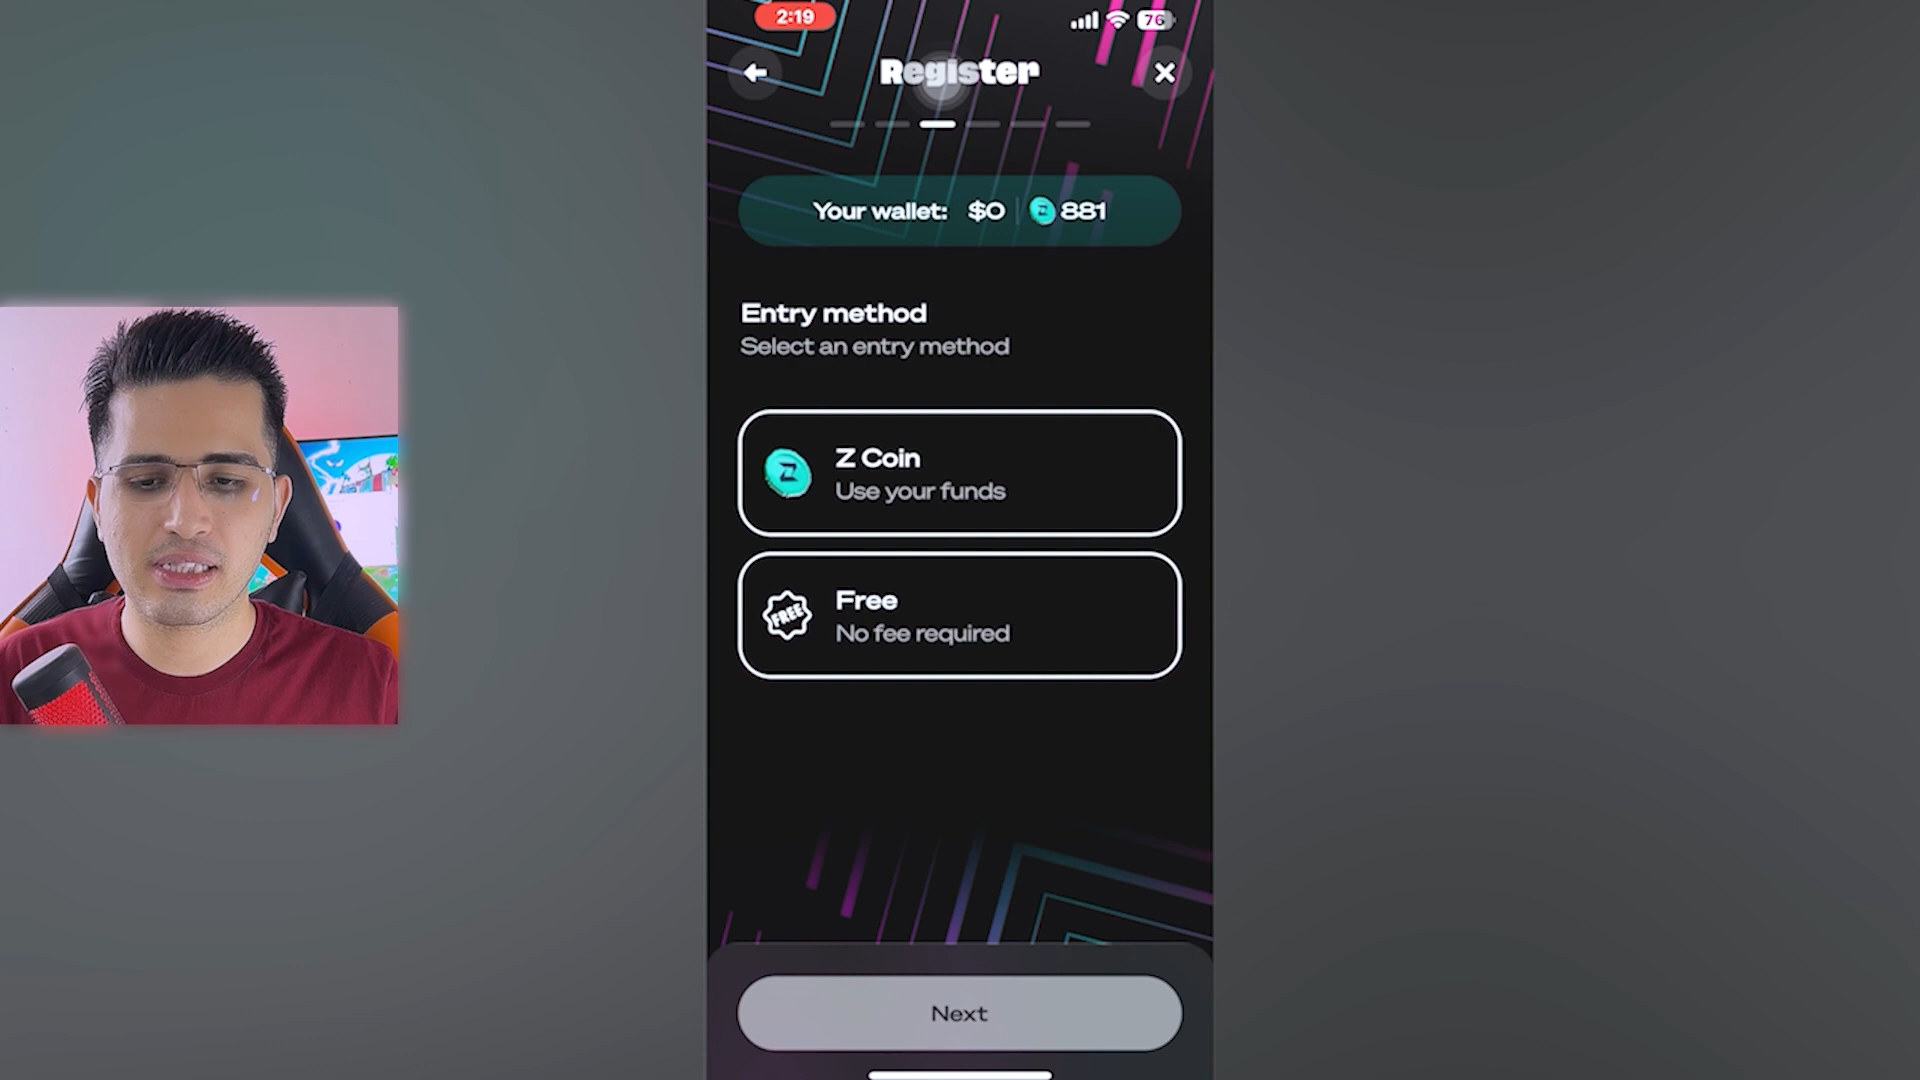 2:19
76
Register
Your wallet: $0 | Z 881
Entry method
Select an entry method
Z
Z Coin
Use your funds
FREE
Free
No fee required
Next